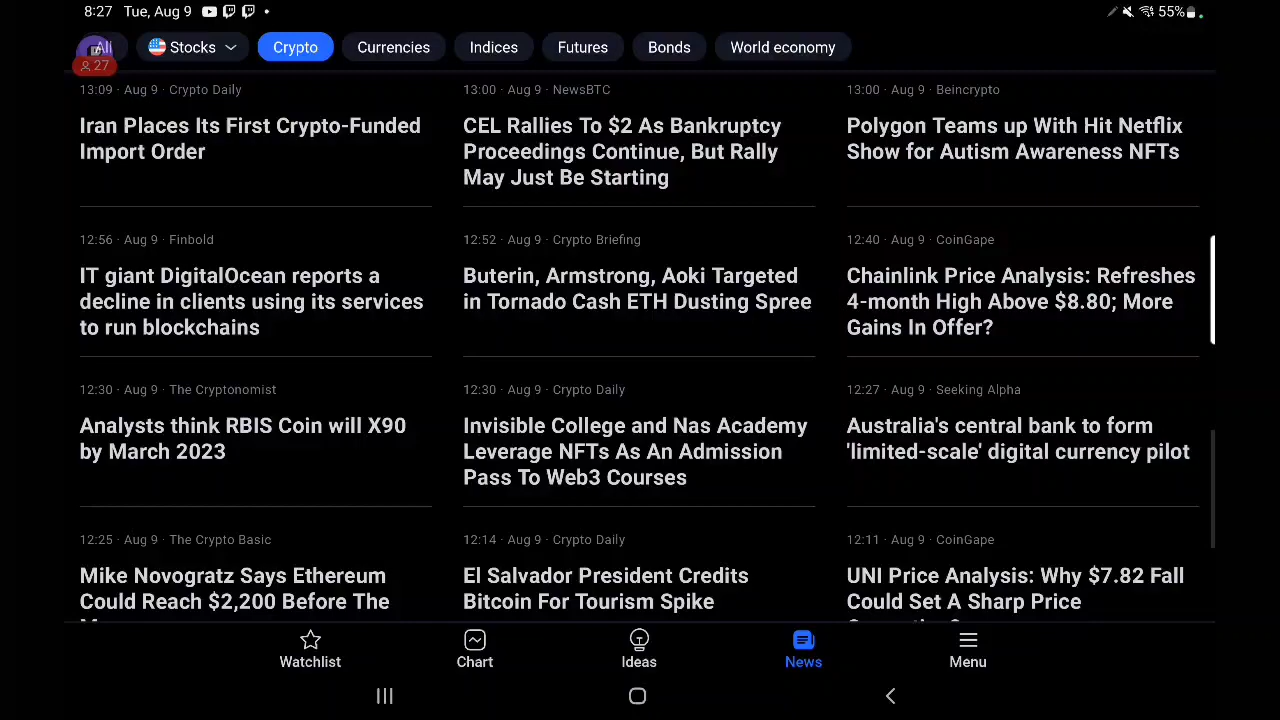 8:27 Tue, Aug 9 •
55%
All
Stocks
Crypto
Currencies
Indices
Futures
Bonds
World economy
27
13:09 · Aug 9 · Crypto Daily
Iran Places Its First Crypto-Funded
Import Order
13:00 · Aug 9 · NewsBTC
CEL Rallies To $2 As Bankruptcy
Proceedings Continue, But Rally
May Just Be Starting
13:00 · Aug 9 · Beincrypto
Polygon Teams up With Hit Netflix
Show for Autism Awareness NFTs
12:56 · Aug 9 · Finbold
IT giant DigitalOcean reports a
decline in clients using its services
to run blockchains
12:52 · Aug 9 · Crypto Briefing
Buterin, Armstrong, Aoki Targeted
in Tornado Cash ETH Dusting Spree
12:40 · Aug 9 · CoinGape
Chainlink Price Analysis: Refreshes
4-month High Above $8.80; More
Gains In Offer?
12:30 · Aug 9 · The Cryptonomist
Analysts think RBIS Coin will X90
by March 2023
12:30 · Aug 9 · Crypto Daily
Invisible College and Nas Academy
Leverage NFTs As An Admission
Pass To Web3 Courses
12:27 · Aug 9 · Seeking Alpha
Australia's central bank to form
'limited-scale' digital currency pilot
12:25 · Aug 9 · The Crypto Basic
Mike Novogratz Says Ethereum
Could Reach $2,200 Before The
12:14 · Aug 9 · Crypto Daily
El Salvador President Credits
Bitcoin For Tourism Spike
12:11 · Aug 9 · CoinGape
UNI Price Analysis: Why $7.82 Fall
Could Set A Sharp Price
Watchlist
Chart
Ideas
News
Menu